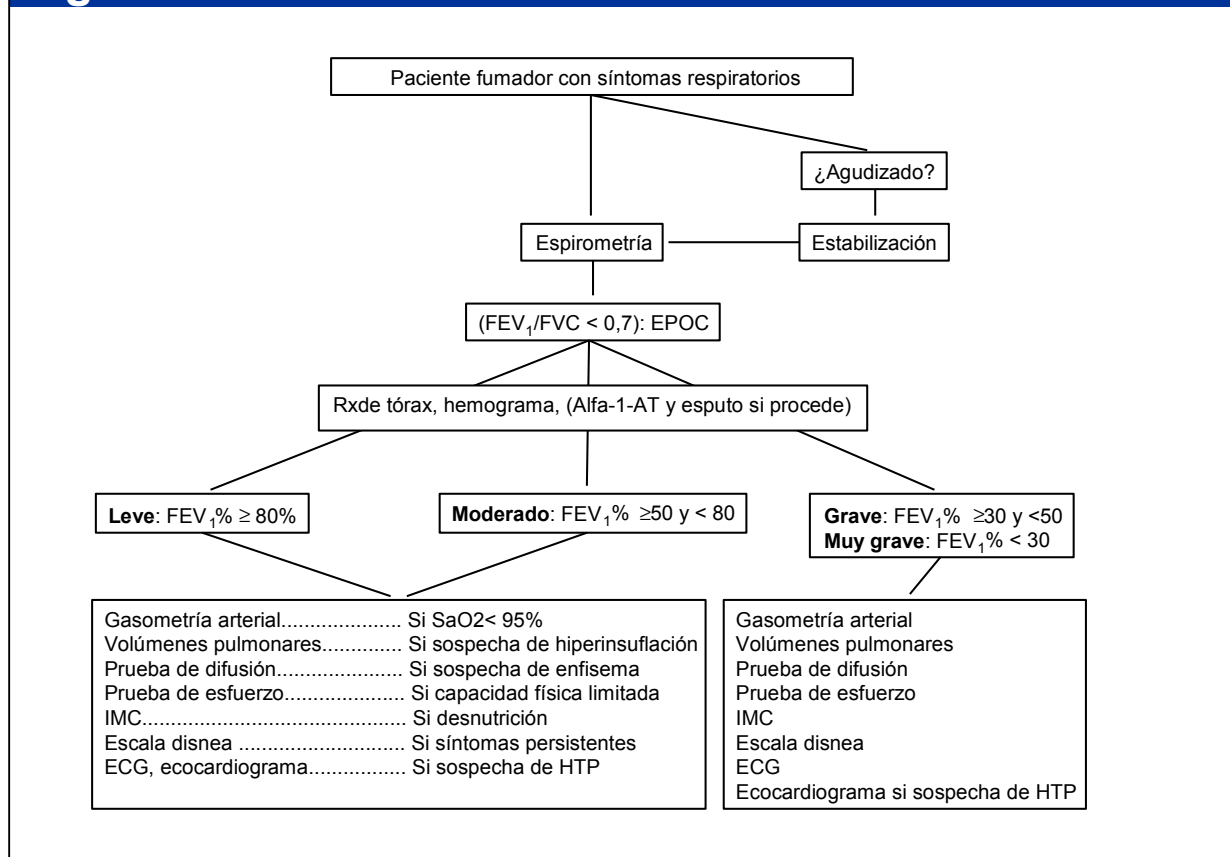 Paciente fumador con síntomas respiratorios
¿Agudizado?
Espirometría
Estabilización
(FEV1/FVC < 0,7): EPOC
Rxde tórax, hemograma, (Alfa-1-AT y esputo si procede)
Leve: FEV1% ≥ 80%
Moderado: FEV1% ≥50 y < 80
Grave: FEV1% ≥30 y <50
Muy grave: FEV1% < 30
Gasometría arterial...................... Si SaO2< 95%
Volúmenes pulmonares.............. Si sospecha de hiperinsuflación
Prueba de difusión....................... Si sospecha de enfisema
Prueba de esfuerzo...................... Si capacidad física limitada
IMC............................................ Si desnutrición
Escala disnea .............................. Si síntomas persistentes
ECG, ecocardiograma.................. Si sospecha de HTP
Gasometría arterial
Volúmenes pulmonares
Prueba de difusión
Prueba de esfuerzo
IMC
Escala disnea
ECG
Ecocardiograma si sospecha de HTP